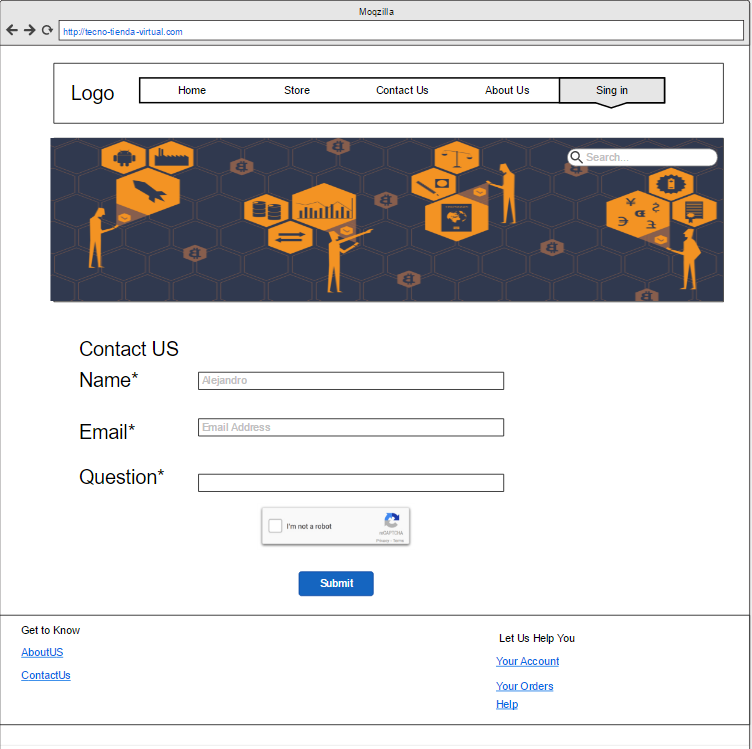 Moqzilla
http://tecno-tienda-virtual.com
Logo
Home
Store
Contact Us
About Us
Sing in
Search...
Contact US
Name*
Alejandro
Email*
Email Address
Question*
I'm not a robot
reCAPTCHA
Privacy - Terms
Submit
Get to Know
AboutUS
ContactUs
Let Us Help You
Your Account
Your Orders
Help